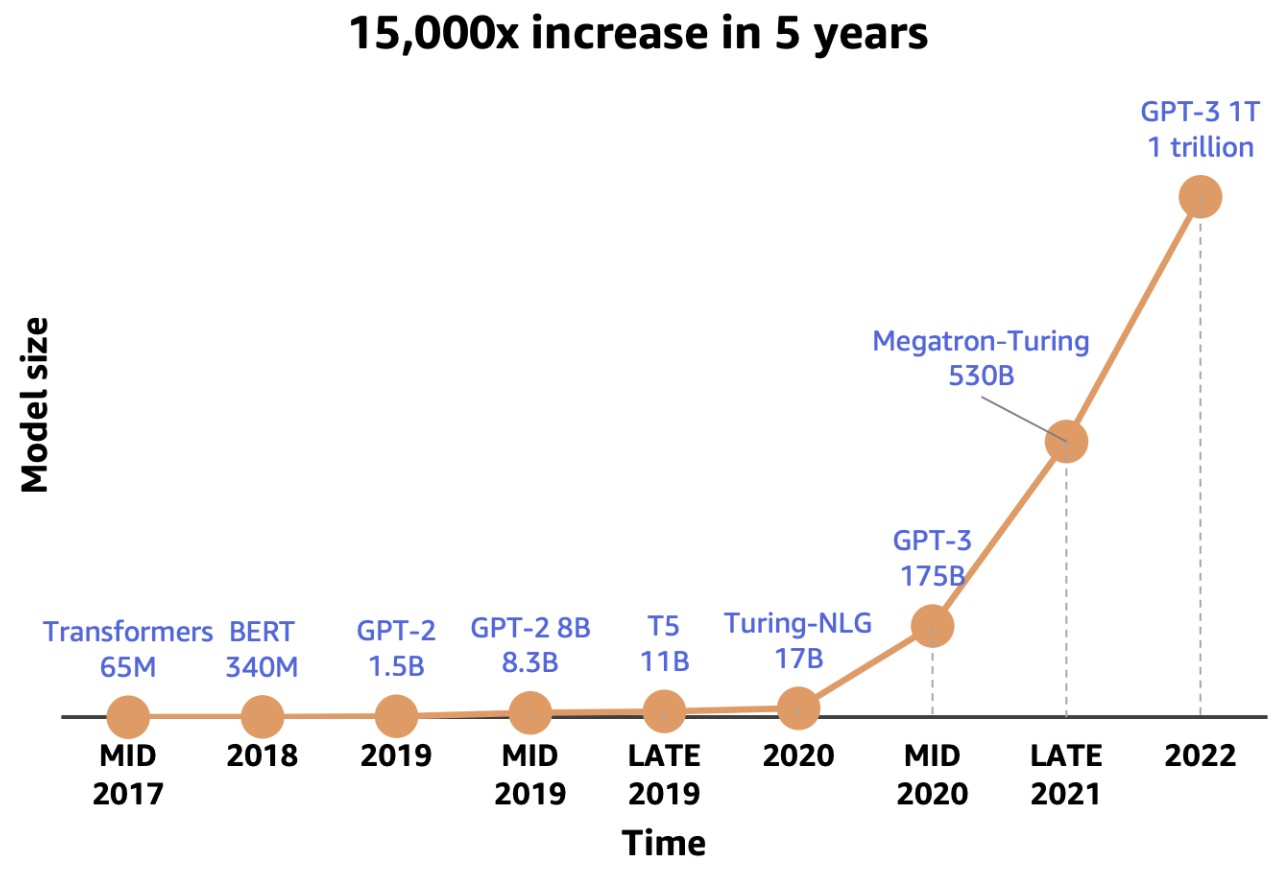 15,000x increase in 5 years
GPT-3 1T
1 trillion
Megatron-Turing
530B
GPT-3
175B
Transformers
65M
BERT
340M
GPT-2
1.5B
GPT-2 8B
8.3B
T5
11B
Turing-NLG
17B
Model size
MID
2017
2018
2019
MID
2019
LATE
2019
2020
MID
2020
LATE
2021
2022
Time